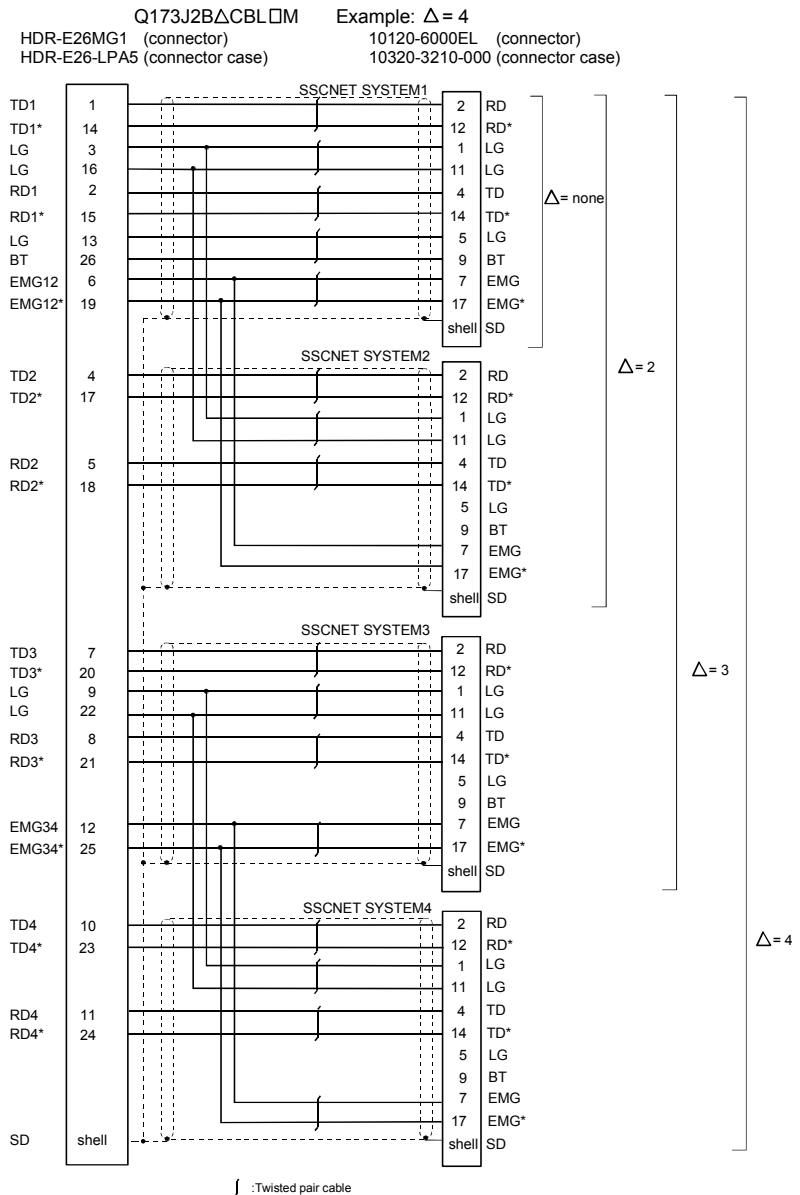 Q173J2B△CBL□M Example: △ = 4
HDR-E26MG1 (connector) 10120-6000EL (connector)
HDR-E26-LPA5 (connector case) 10320-3210-000 (connector case)
SSCNET SYSTEM1
TD1 1 2 RD
TD1* 14 12 RD*
LG 3 1 LG
LG 16 11 LG
RD1 2 4 TD
△= none
RD1* 15 14 TD*
LG 13 5 LG
BT 26 9 BT
EMG12 6 7 EMG
EMG12* 19 17 EMG*
shell SD
SSCNET SYSTEM2
△= 2
TD2 4 2 RD
TD2* 17 12 RD*
1 LG
11 LG
RD2 5 4 TD
RD2* 18 14 TD*
5 LG
9 BT
7 EMG
17 EMG*
shell SD
SSCNET SYSTEM3
TD3 7 2 RD
TD3* 20 12 RD*
△= 3
LG 9 1 LG
LG 22 11 LG
RD3 8 4 TD
RD3* 21 14 TD*
5 LG
9 BT
EMG34 12 7 EMG
EMG34* 25 17 EMG*
shell SD
SSCNET SYSTEM4
TD4 10 2 RD
TD4* 23 12 RD*
△= 4
1 LG
11 LG
RD4 11 4 TD
RD4* 24 14 TD*
5 LG
9 BT
7 EMG
17 EMG*
SD shell shell SD
:Twisted pair cable